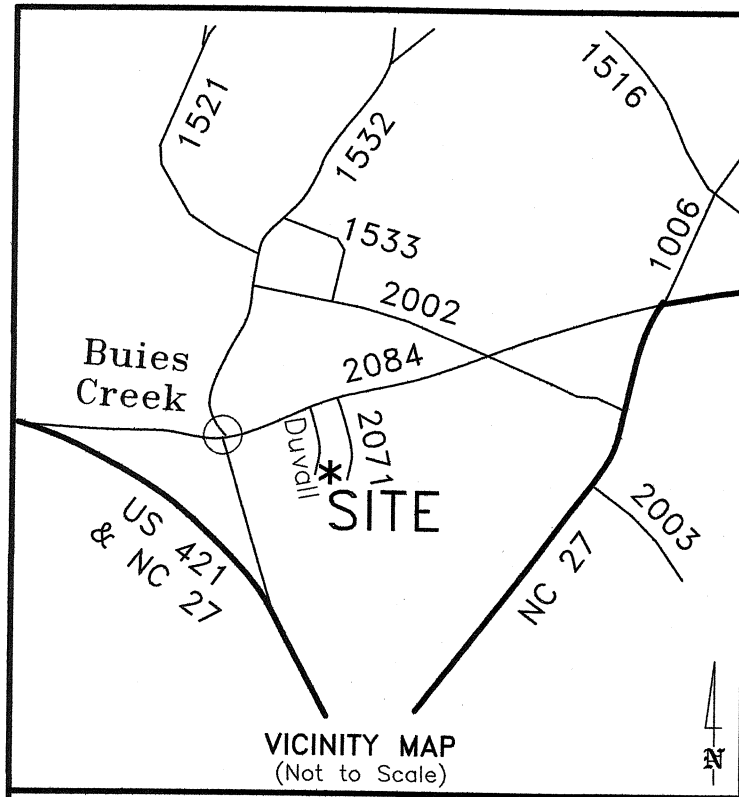 1521
1532
1516
1533
1006
2002
Buies
Creek
2084
Duvall
2071
*
SITE
US 421
& NC 27
2003
NC 27
VICINITY MAP
(Not to Scale)
N